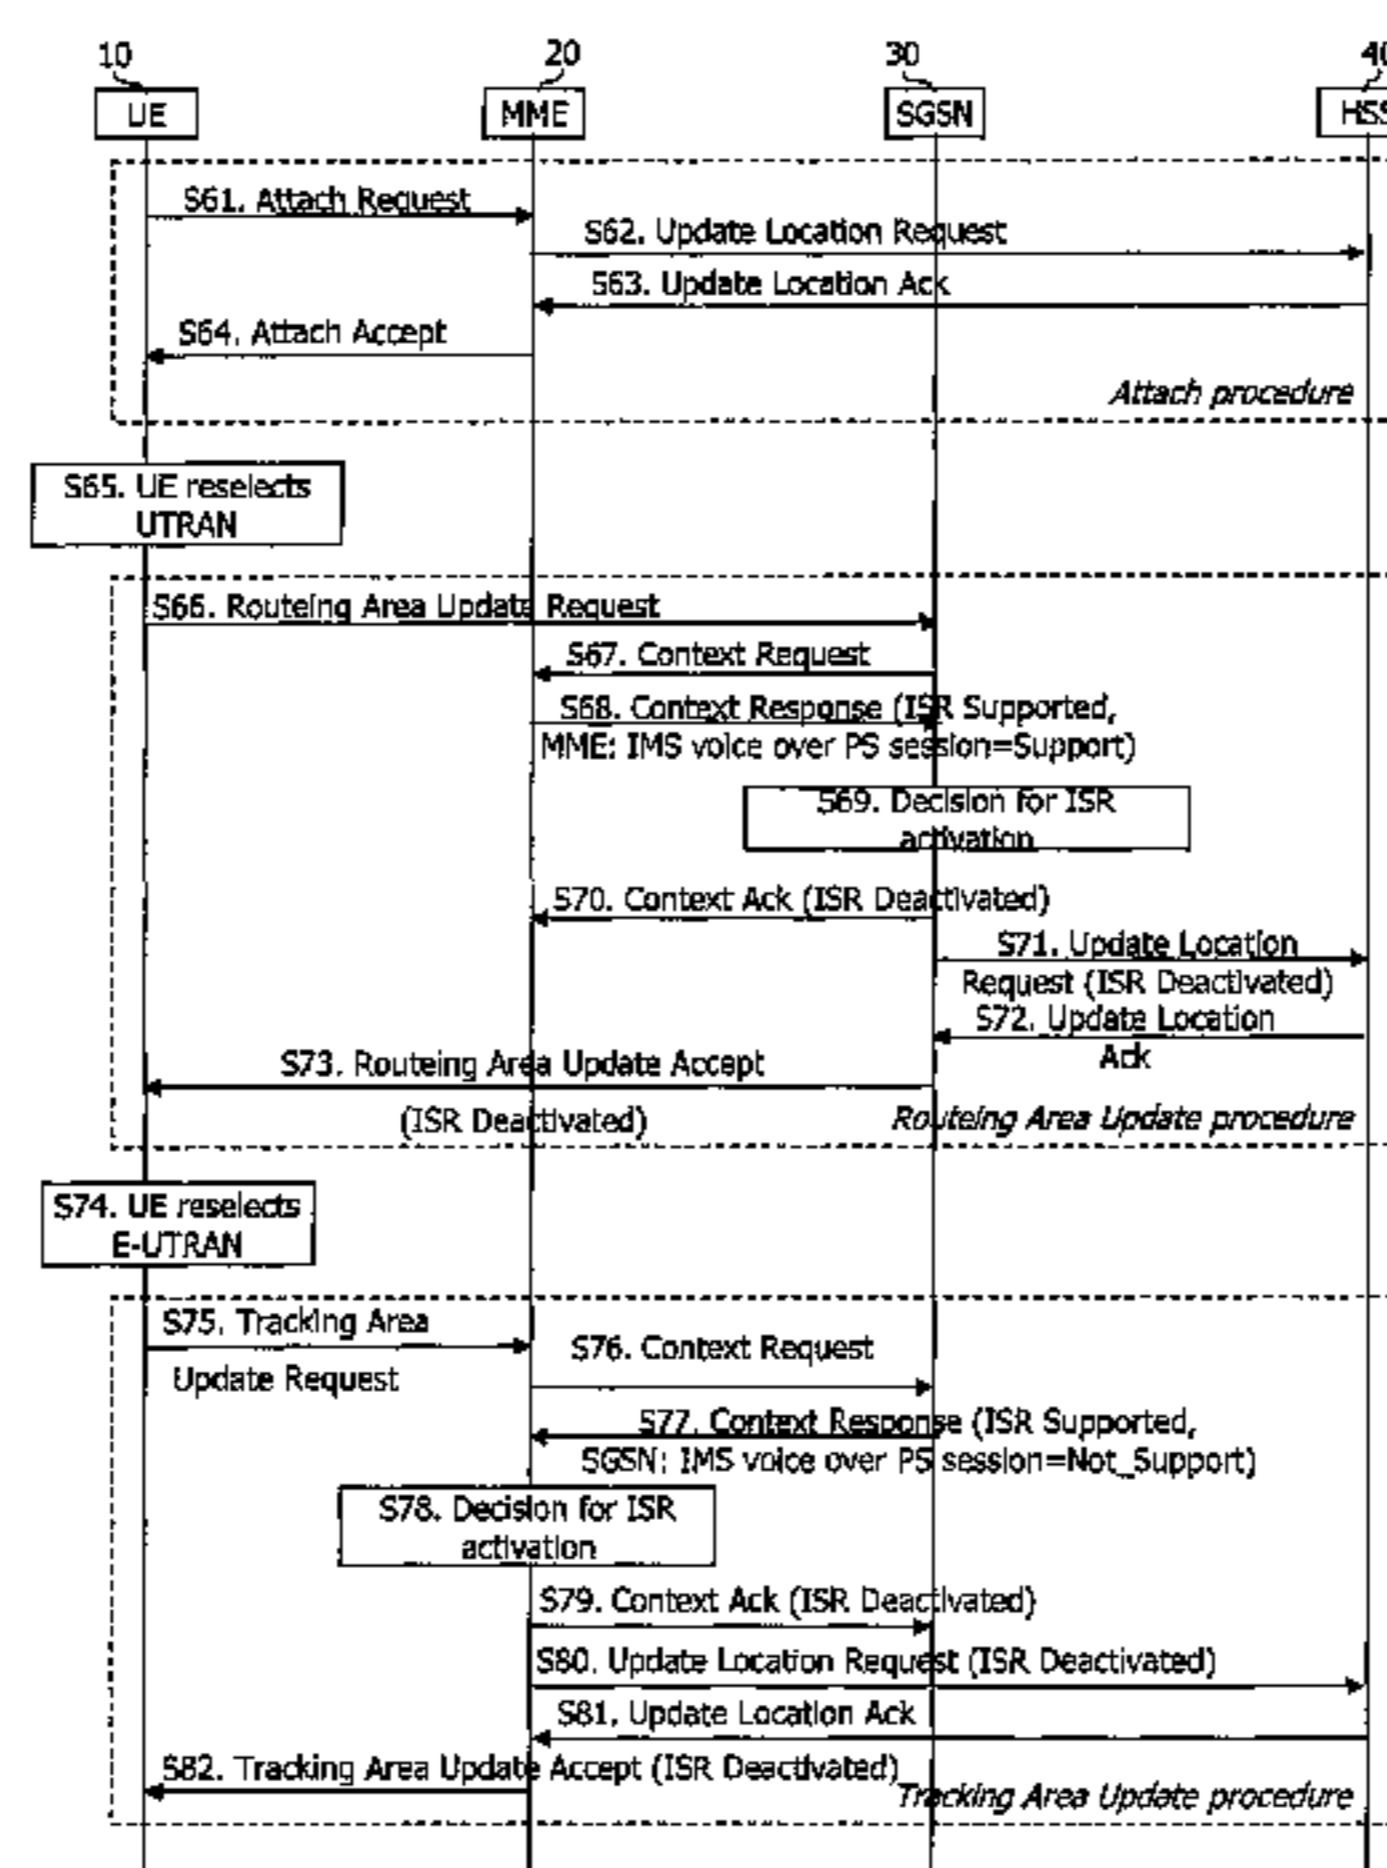 10
20
30
UE
MME
SGSN
S61. Attach Request
S62. Update Location Request
S63. Update Location Ack
S64. Attach Accept
Attach procedure
S65. UE reselects
UTRAN
S66. Routeing Area Update Request
S67. Context Request
S68. Context Response (ISR Supported,
MME: IMS voice over PS session=Support)
S69. Decision for ISR
activation
S70. Context Ack (ISR Deactivated)
S71. Update Location
Request (ISR Deactivated)
S72. Update Location
Ack
S73. Routeing Area Update Accept
(ISR Deactivated)
Routeing Area Update procedure
S74. UE reselects
E-UTRAN
S75. Tracking Area
Update Request
S76. Context Request
S77. Context Response (ISR Supported,
SGSN: IMS voice over PS session=Not_Support)
S78. Decision for ISR
activation
S79. Context Ack (ISR Deactivated)
S80. Update Location Request (ISR Deactivated)
S81. Update Location Ack
S82. Tracking Area Update Accept (ISR Deactivated)
Tracking Area Update procedure